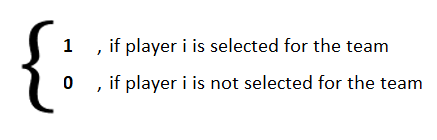 1 , if player i is selected for the team
0 , if player i is not selected for the team